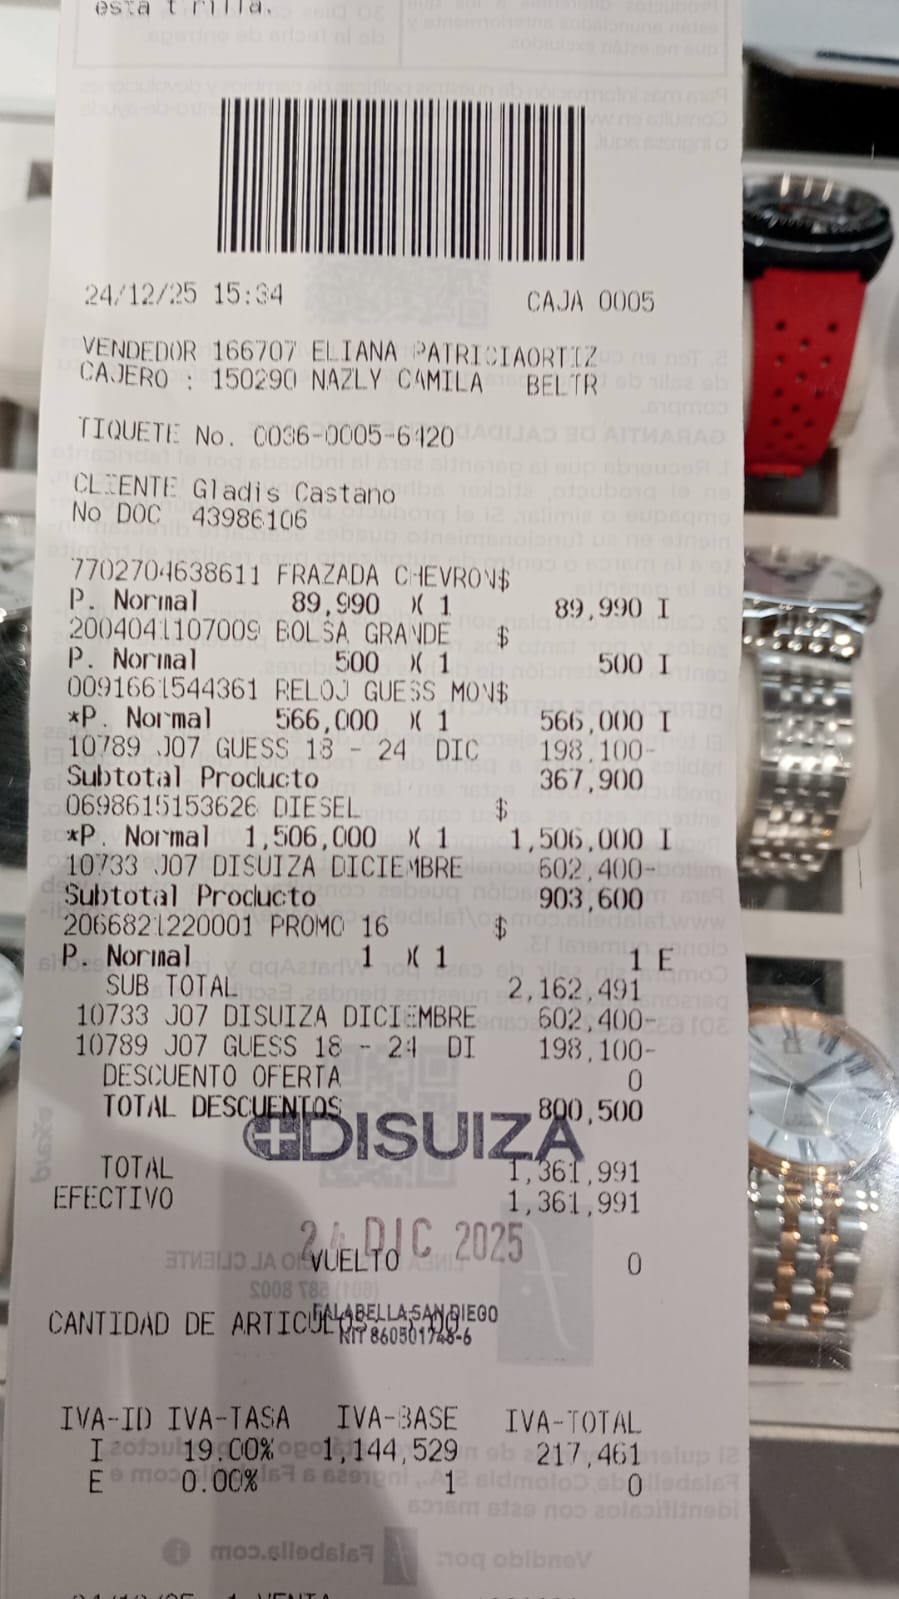 esta trilla.
24/12/25 15:34 CAJA 0005
VENDEDOR 166707 ELIANA PATRICIAORTIZ
CAJERO : 150290 NAZLY CAMILA BELTR
TIQUETE No. 0036-0005-6420
CLIENTE Gladis Castano
No DOC 43986106
7702704638611 FRAZADA CHEVRON$
P. Normal 89,990 X 1 89,990 I
2004041107009 BOLSA GRANDE $
P. Normal 500 X 1 500 I
0091661544361 RELOJ GUESS MON$
*P. Normal 566,000 X 1 566,000 I
10789 J07 GUESS 18 - 24 DIC 198,100-
Subtotal Producto 367,900
0698615153626 DIESEL $
*P. Normal 1,506,000 X 1 1,506,000 I
10733 J07 DISUIZA DICIEMBRE 602,400-
Subtotal Producto 903,600
2066821220001 PROMO 16 $
P. Normal 1 X 1 1 E
SUB TOTAL 2,162,491
10733 J07 DISUIZA DICIEMBRE 602,400-
10789 J07 GUESS 18 - 24 DI 198,100-
DESCUENTO OFERTA 0
TOTAL DESCUENTOS 800,500
DISUIZA
TOTAL 1,361,991
EFECTIVO 1,361,991
24 DIC 2025
VUELTO 0
FALABELLA SAN DIEGO
CANTIDAD DE ARTICULOS
NIT 860501748-6
IVA-ID IVA-TASA IVA-BASE IVA-TOTAL
I 19.00% 1,144,529 217,461
E 0.00% 1 0